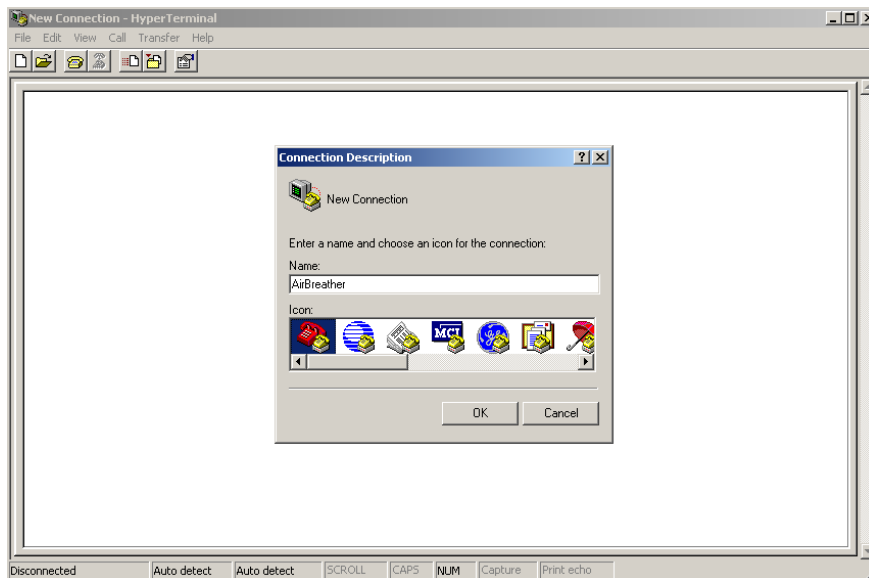 New Connection - HyperTerminal
File Edit View Call Transfer Help
Connection Description
New Connection
Enter a name and choose an icon for the connection:
Name:
AirBreather
Icon:
MCI
OK Cancel
Disconnected Auto detect Auto detect SCROLL CAPS NUM Capture Print echo